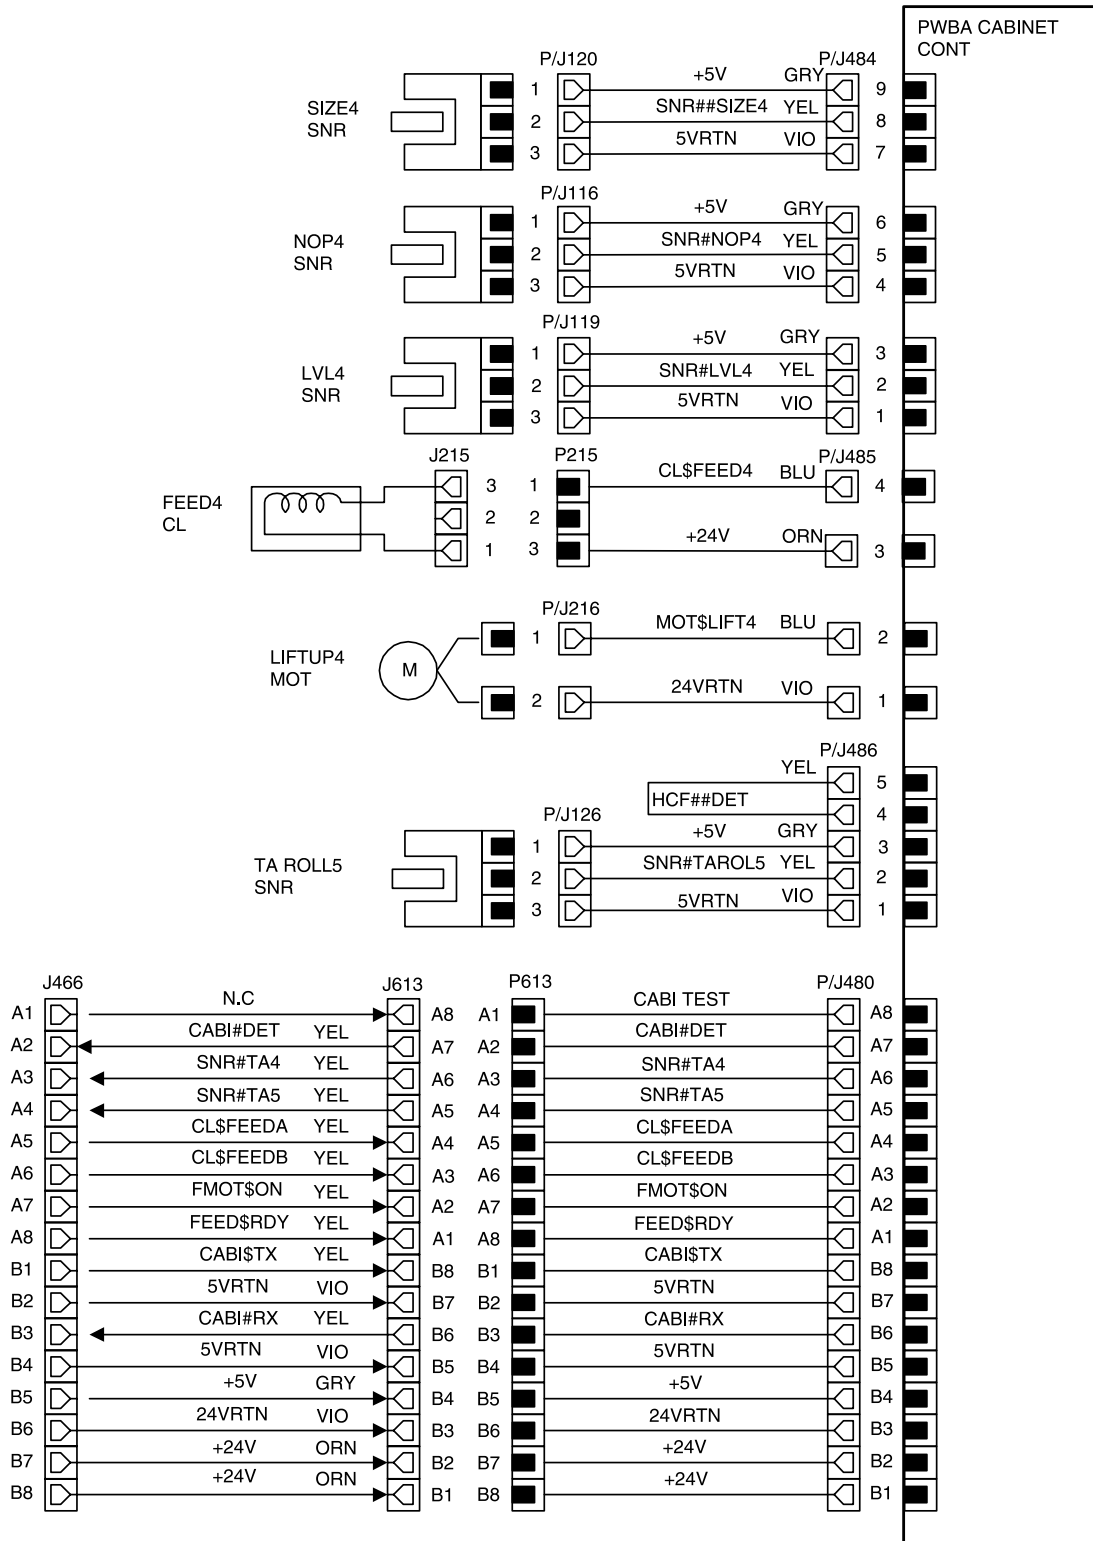 PWBA CABINET
CONT
P/J120 P/J484
SIZE4
SNR
1 +5V GRY 9
2 SNR##SIZE4 YEL 8
3 5VRTN VIO 7
P/J116
NOP4
SNR
1 +5V GRY 6
2 SNR#NOP4 YEL 5
3 5VRTN VIO 4
P/J119
LVL4
SNR
1 +5V GRY 3
2 SNR#LVL4 YEL 2
3 5VRTN VIO 1
J215 P215 P/J485
FEED4
CL
3 1 CL$FEED4 BLU 4
2 2
1 3 +24V ORN 3
P/J216
LIFTUP4
MOT
M
1 MOT$LIFT4 BLU 2
2 24VRTN VIO 1
P/J486
YEL 5
HCF##DET 4
P/J126
TA ROLL5
SNR
1 +5V GRY 3
2 SNR#TAROL5 YEL 2
3 5VRTN VIO 1
J466 J613 P613 P/J480
A1 N.C A8 A1 CABI TEST A8
A2 CABI#DET YEL A7 A2 CABI#DET A7
A3 SNR#TA4 YEL A6 A3 SNR#TA4 A6
A4 SNR#TA5 YEL A5 A4 SNR#TA5 A5
A5 CL$FEEDA YEL A4 A5 CL$FEEDA A4
A6 CL$FEEDB YEL A3 A6 CL$FEEDB A3
A7 FMOT$ON YEL A2 A7 FMOT$ON A2
A8 FEED$RDY YEL A1 A8 FEED$RDY A1
B1 CABI$TX YEL B8 B1 CABI$TX B8
B2 5VRTN VIO B7 B2 5VRTN B7
B3 CABI#RX YEL B6 B3 CABI#RX B6
B4 5VRTN VIO B5 B4 5VRTN B5
B5 +5V GRY B4 B5 +5V B4
B6 24VRTN VIO B3 B6 24VRTN B3
B7 +24V ORN B2 B7 +24V B2
B8 +24V ORN B1 B8 +24V B1